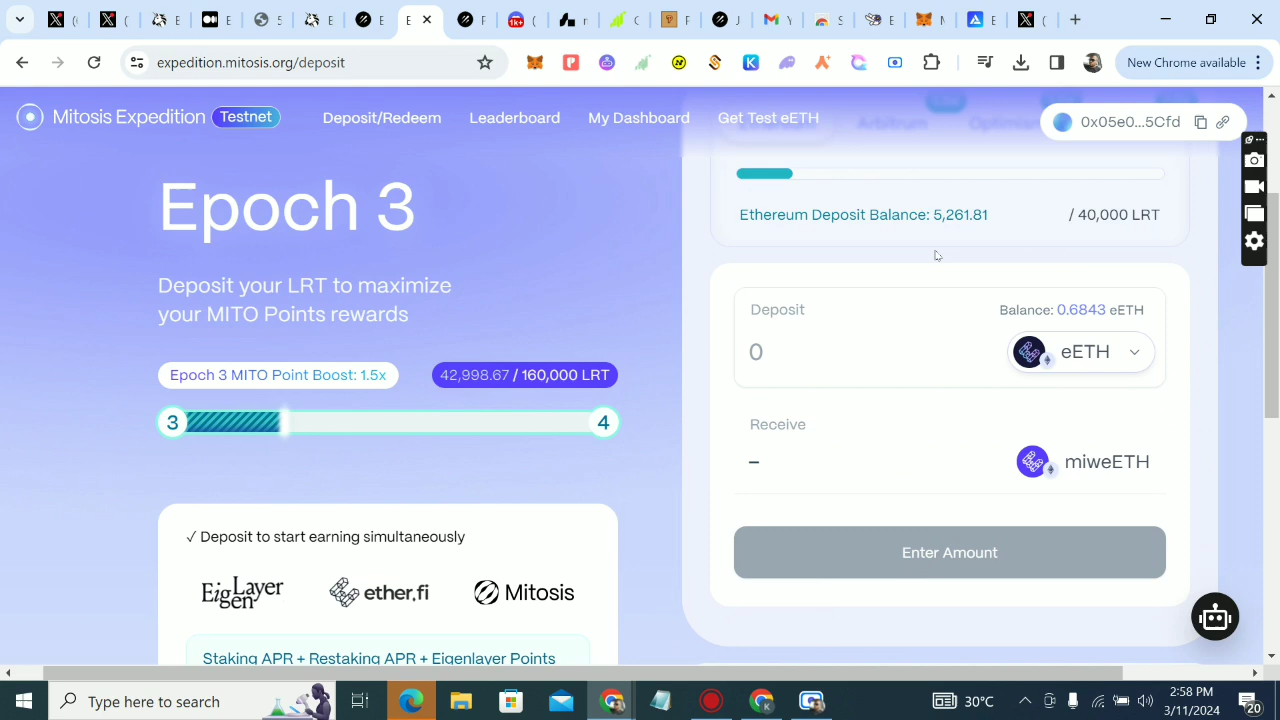 E
E
S
E
E
E
F
1k+
(
r
C
F
J
Y
S
E
M
E
(
expedition.mitosis.org/deposit
New Chrome available
Mitosis Expedition
Testnet
Deposit/Redeem
Leaderboard
My Dashboard
Get Test eETH
0x05e0...5Cfd
Arbitrum
Optimism
Epoch 3
Deposit your LRT to maximize
your MITO Points rewards
Epoch 3 MITO Point Boost: 1.5x
42,998.67 / 160,000 LRT
3
4
✓ Deposit to start earning simultaneously
EigenLayer
ether.fi
Mitosis
Staking APR + Restaking APR + Eigenlayer Points
Ethereum Deposit Balance: 5,261.81
/ 40,000 LRT
Deposit
Balance: 0.6843 eETH
0
eETH
Receive
–
miweETH
Enter Amount
Type here to search
30°C
2:58 PM
3/11/2024
20